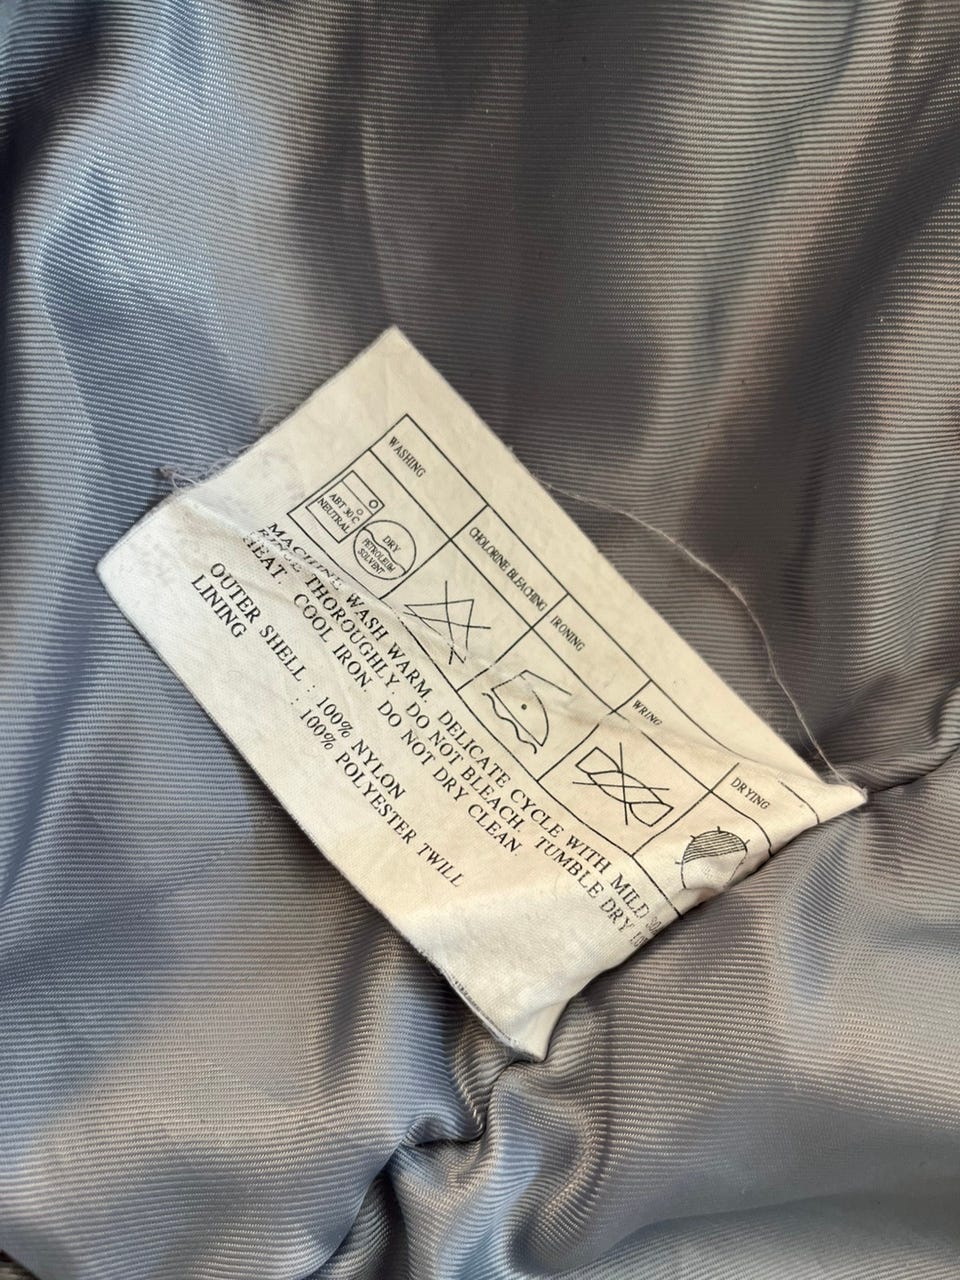 WASHING
CHOLORINE BLEACHING
IRONING
WRING
DRYING
ABT 30 C
NEUTRAL
DRY
PETROLEUM
SOLVENT
MACHINE WASH WARM. DELICATE CYCLE WITH MILD
THOROUGHLY. DO NOT BLEACH. TUMBLE DRY
HEAT COOL IRON. DO NOT DRY CLEAN.
OUTER SHELL : 100% NYLON
LINING : 100% POLYESTER TWILL